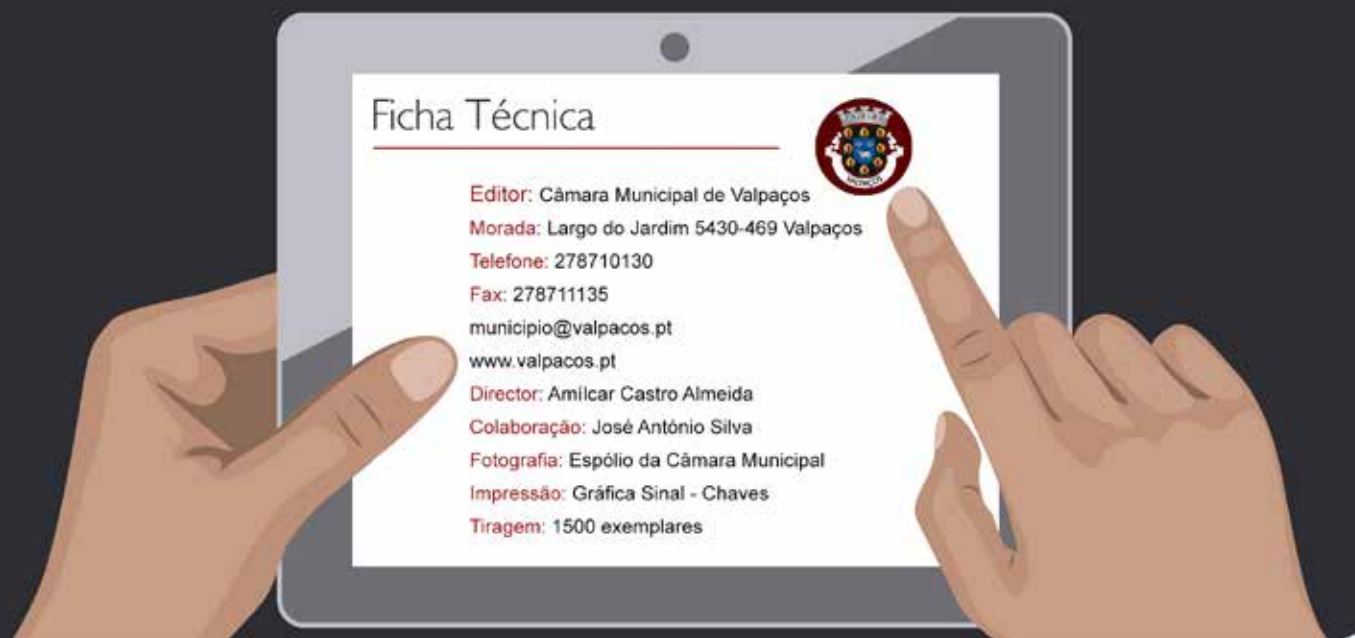 Ficha Técnica
Editor: Câmara Municipal de Valpaços
Morada: Largo do Jardim 5430-469 Valpaços
Telefone: 278710130
Fax: 278711135
municipio@valpacos.pt
www.valpacos.pt
Director: Amílcar Castro Almeida
Colaboração: José António Silva
Fotografia: Espólio da Câmara Municipal
Impressão: Gráfica Sinal - Chaves
Tiragem: 1500 exemplares
VALPAÇOS